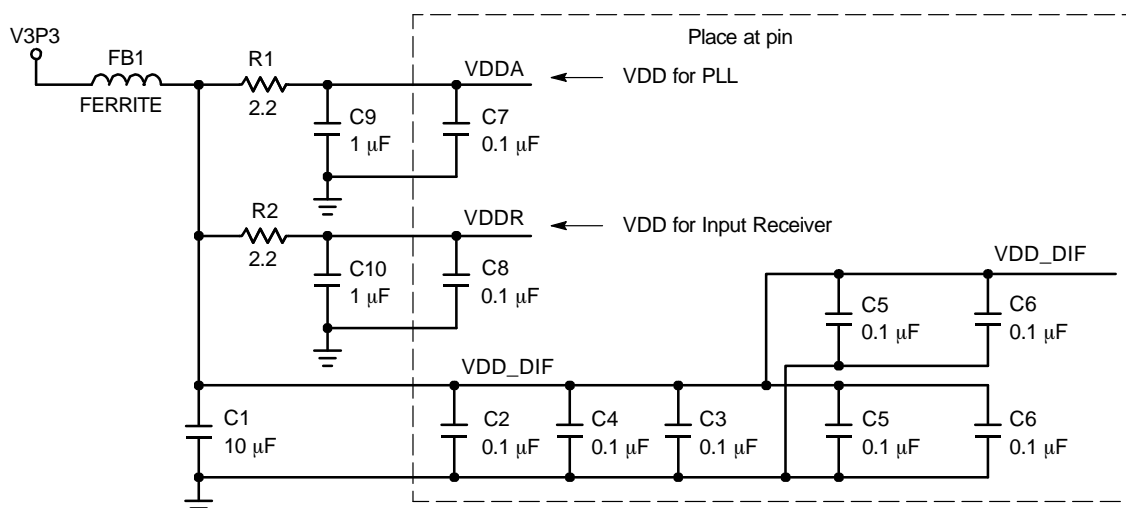 Place at pin
V3P3
FB1
FERRITE
R1
2.2
VDDA
VDD for PLL
C9
1 μF
C7
0.1 μF
R2
2.2
VDDR
VDD for Input Receiver
C10
1 μF
C8
0.1 μF
VDD_DIF
C5
0.1 μF
C6
0.1 μF
VDD_DIF
C1
10 μF
C2
0.1 μF
C4
0.1 μF
C3
0.1 μF
C5
0.1 μF
C6
0.1 μF